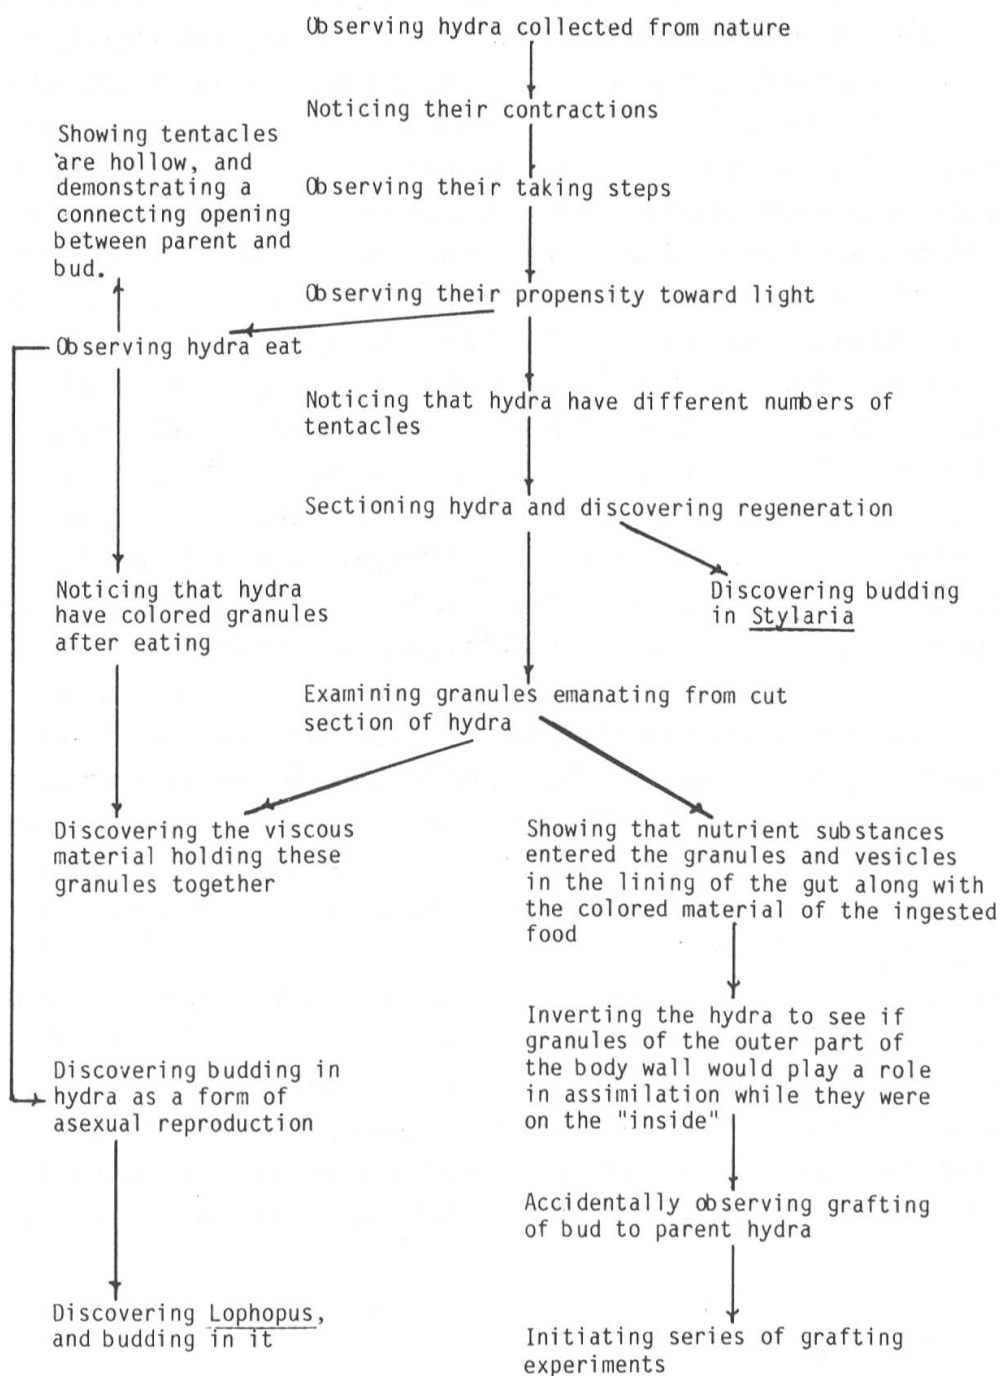 Observing hydra collected from nature
Noticing their contractions
Showing tentacles
are hollow, and
demonstrating a
connecting opening
between parent and
bud.
Observing their taking steps
Observing their propensity toward light
Observing hydra eat
Noticing that hydra have different numbers of
tentacles
Sectioning hydra and discovering regeneration
Noticing that hydra
have colored granules
after eating
Discovering budding
in Stylaria
Examining granules emanating from cut
section of hydra
Discovering the viscous
material holding these
granules together
Showing that nutrient substances
entered the granules and vesicles
in the lining of the gut along with
the colored material of the ingested
food
Inverting the hydra to see if
granules of the outer part of
the body wall would play a role
in assimilation while they were
on the "inside"
Discovering budding in
hydra as a form of
asexual reproduction
Accidentally observing grafting
of bud to parent hydra
Discovering Lophopus,
and budding in it
Initiating series of grafting
experiments